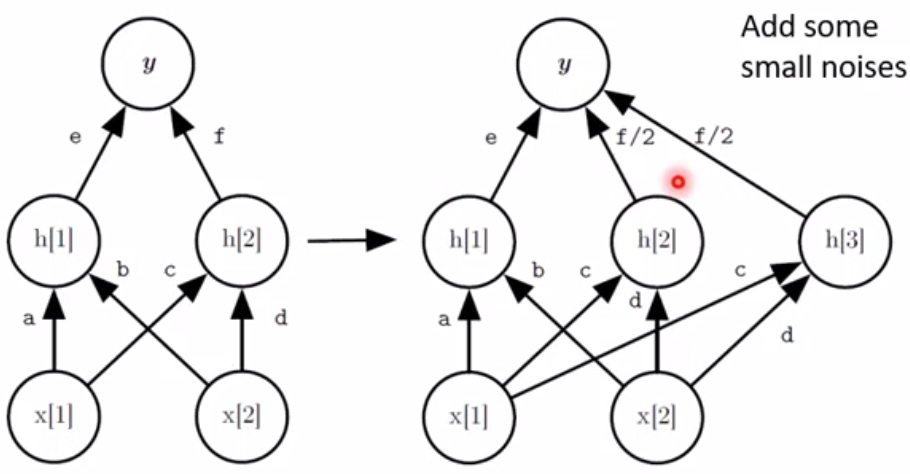 Add some
small noises
y
y
e
f
e
f/2
f/2
h[1]
h[2]
h[1]
h[2]
h[3]
b
c
b
c
c
a
d
a
d
d
x[1]
x[2]
x[1]
x[2]